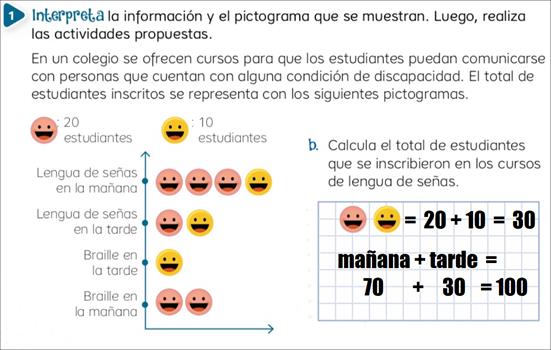 1 Interpreta la información y el pictograma que se muestran. Luego, realiza
las actividades propuestas.
En un colegio se ofrecen cursos para que los estudiantes puedan comunicarse
con personas que cuentan con alguna condición de discapacidad. El total de
estudiantes inscritos se representa con los siguientes pictogramas.
: 20
estudiantes
: 10
estudiantes
Lengua de señas
en la mañana
Lengua de señas
en la tarde
Braille en
la tarde
Braille en
la mañana
b. Calcula el total de estudiantes
que se inscribieron en los cursos
de lengua de señas.
= 20 + 10 = 30
mañana + tarde =
70 + 30 = 100